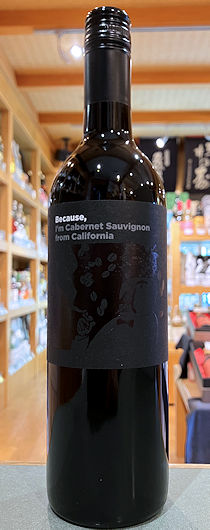 Because,
I'm Cabernet Sauvignon
from California